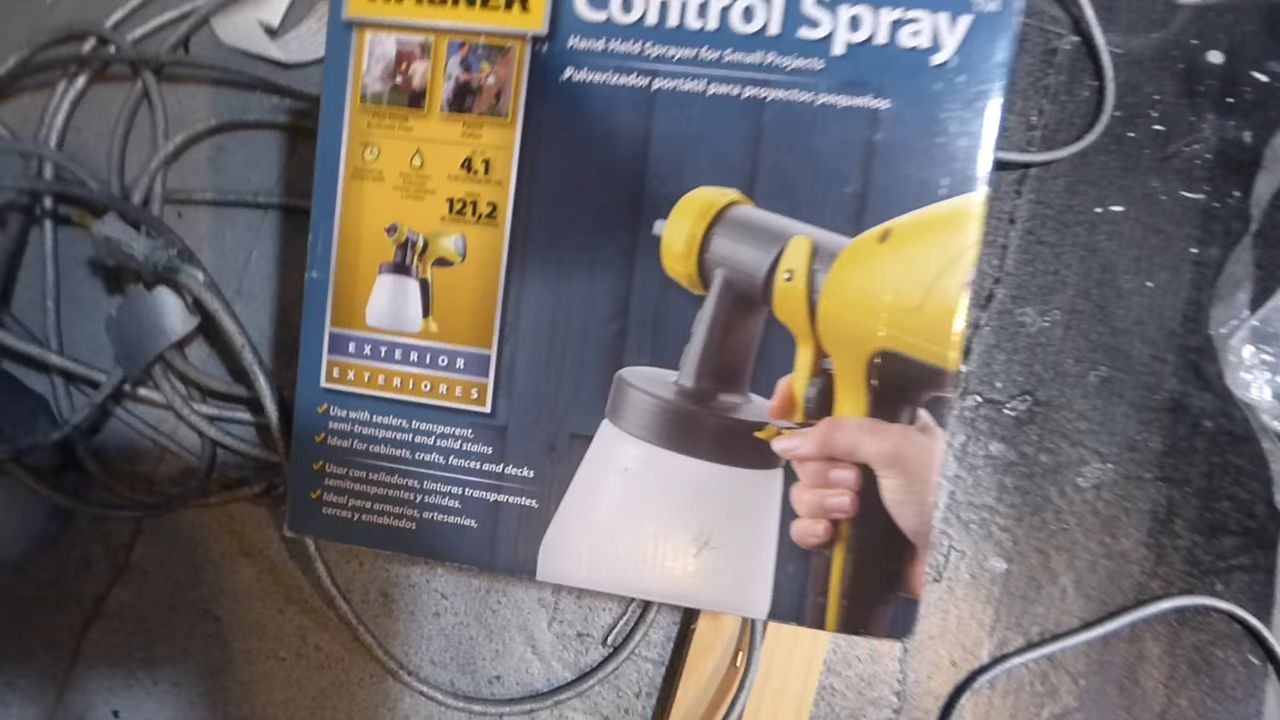 WAGNER
Control Spray
Hand-Held Sprayer for Small Projects
Pulverizador portátil para proyectos pequeños
4.1
121,2
EXTERIOR
EXTERIORES
Use with sealers, transparent,
semi-transparent and solid stains
Ideal for cabinets, crafts, fences and decks
Usar con selladores, tinturas transparentes,
semitransparentes y sólidas.
Ideal para armarios, artesanías,
cercas y entablados